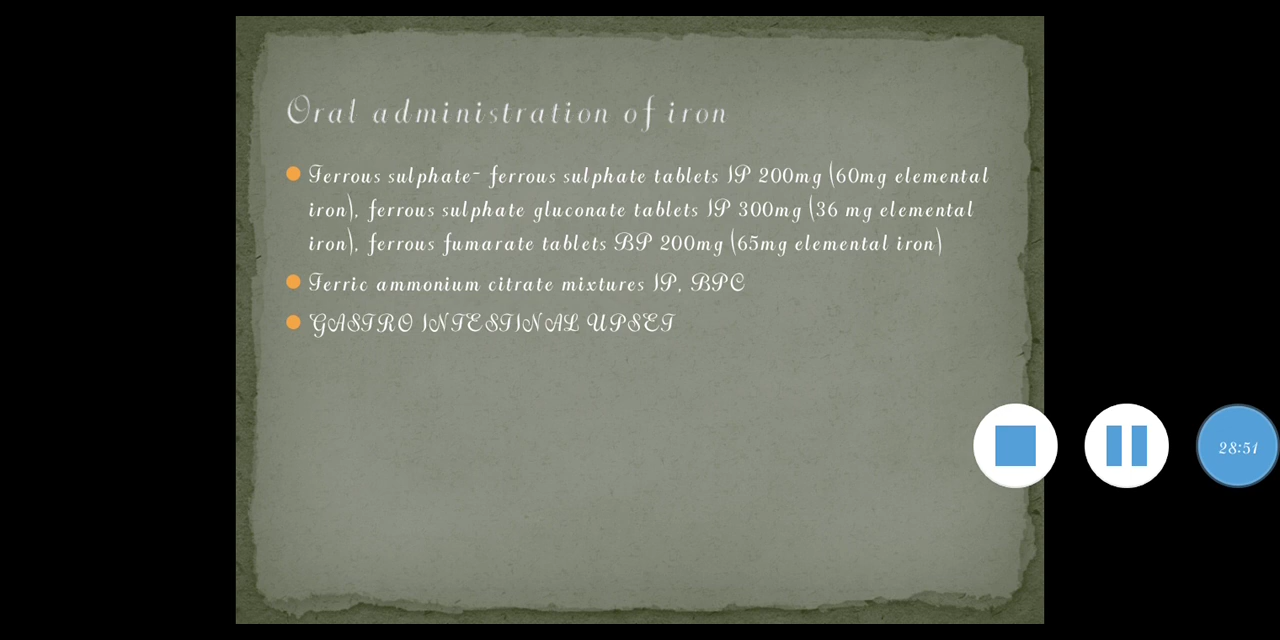 Oral administration of iron
Ferrous sulphate- ferrous sulphate tablets IP 200mg (60mg elemental
iron), ferrous sulphate gluconate tablets IP 300mg (36 mg elemental
iron), ferrous fumarate tablets BP 200mg (65mg elemental iron)
Ferric ammonium citrate mixtures IP, BPC
GASTRO INTESTINAL UPSET
28:51